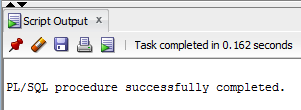 Script Output x
Task completed in 0.162 seconds
PL/SQL procedure successfully completed.